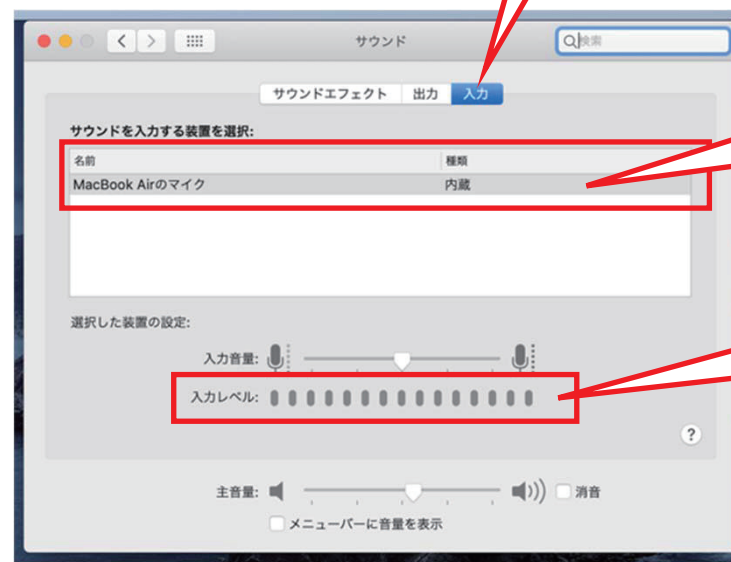 サウンド
検索
サウンドエフェクト 出力 入力
サウンドを入力する装置を選択:
名前 種類
MacBook Airのマイク 内蔵
選択した装置の設定:
入力音量:
入力レベル:
?
主音量: 消音
メニューバーに音量を表示